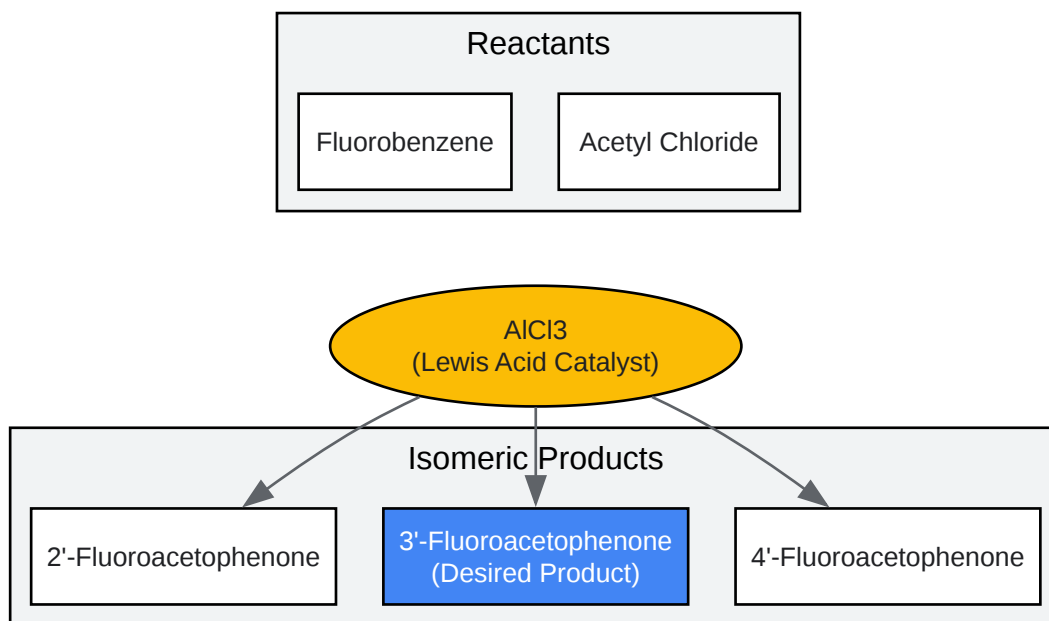 Reactants
Fluorobenzene
Acetyl Chloride
AlCl3
(Lewis Acid Catalyst)
Isomeric Products
2'-Fluoroacetophenone
3'-Fluoroacetophenone
(Desired Product)
4'-Fluoroacetophenone